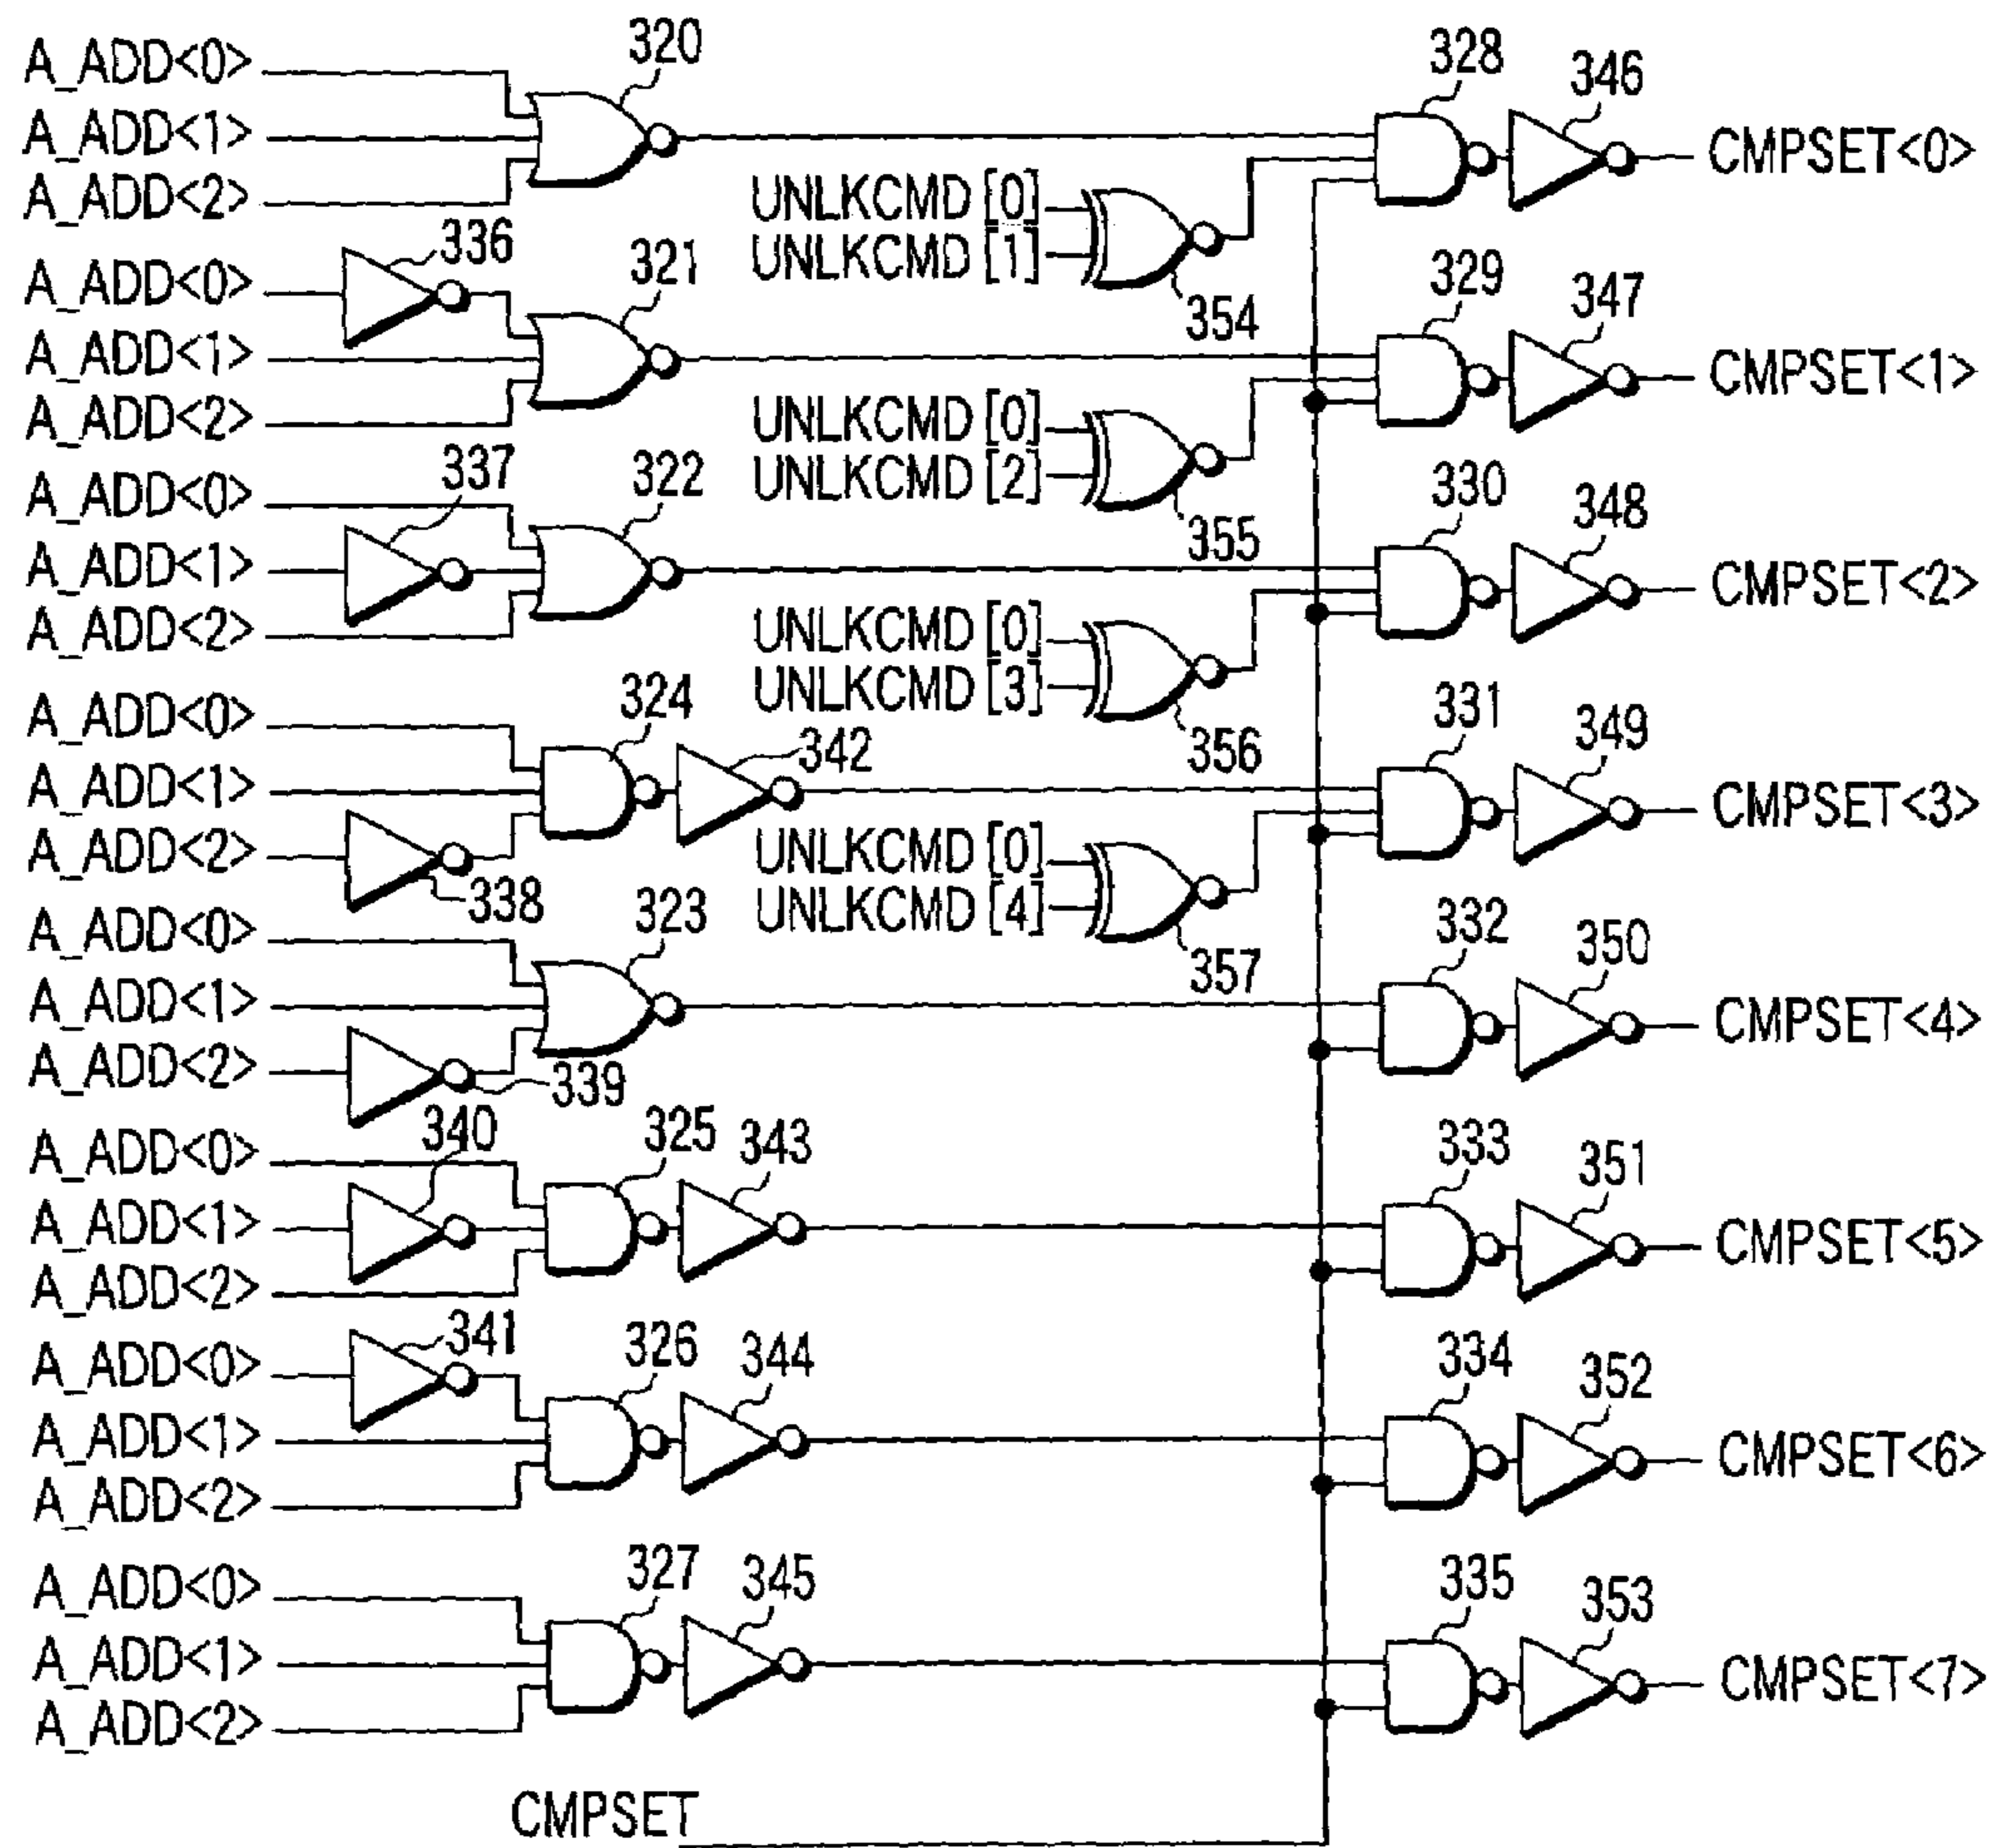 A_ADD<0>
320
328
346
A_ADD<1>
CMPSET<0>
A_ADD<2>
UNLKCMD [0]
UNLKCMD [1]
354
336
A_ADD<0>
321
329
347
A_ADD<1>
CMPSET<1>
A_ADD<2>
UNLKCMD [0]
UNLKCMD [2]
355
A_ADD<0>
337
322
330
348
A_ADD<1>
CMPSET<2>
A_ADD<2>
UNLKCMD [0]
UNLKCMD [3]
356
A_ADD<0>
324
342
331
349
A_ADD<1>
CMPSET<3>
A_ADD<2>
338
UNLKCMD [0]
UNLKCMD [4]
357
A_ADD<0>
323
332
350
A_ADD<1>
CMPSET<4>
A_ADD<2>
339
A_ADD<0>
340
325
343
333
351
A_ADD<1>
CMPSET<5>
A_ADD<2>
341
A_ADD<0>
326
344
334
352
A_ADD<1>
CMPSET<6>
A_ADD<2>
A_ADD<0>
327
345
335
353
A_ADD<1>
CMPSET<7>
A_ADD<2>
CMPSET